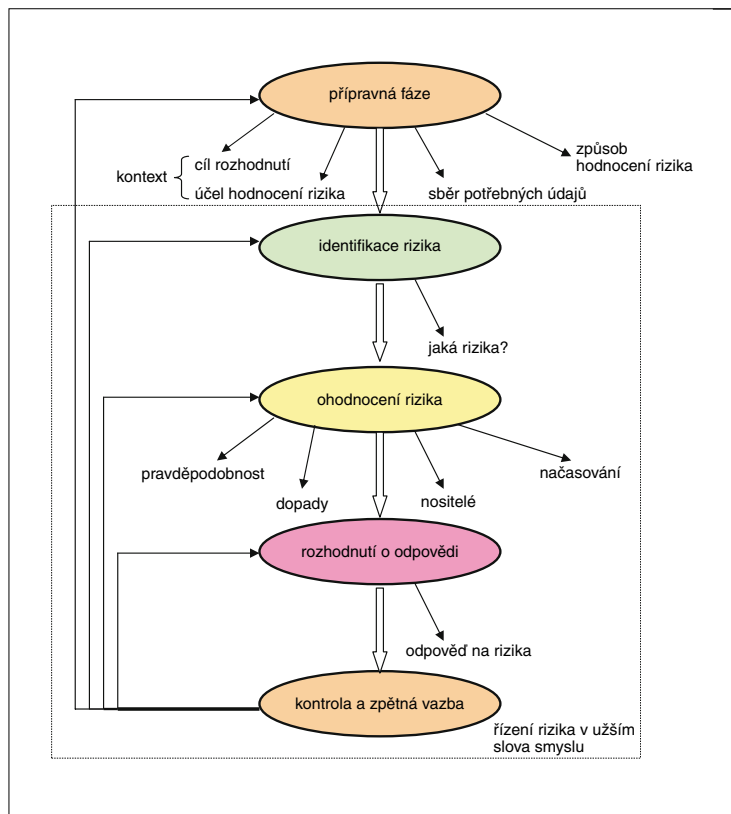 přípravná fáze
kontext
cíl rozhodnutí
účel hodnocení rizika
sběr potřebných údajů
způsob
hodnocení rizika
identifikace rizika
jaká rizika?
ohodnocení rizika
pravděpodobnost
dopady
nositelé
načasování
rozhodnutí o odpovědi
odpověď na rizika
kontrola a zpětná vazba
řízení rizika v užším
slova smyslu